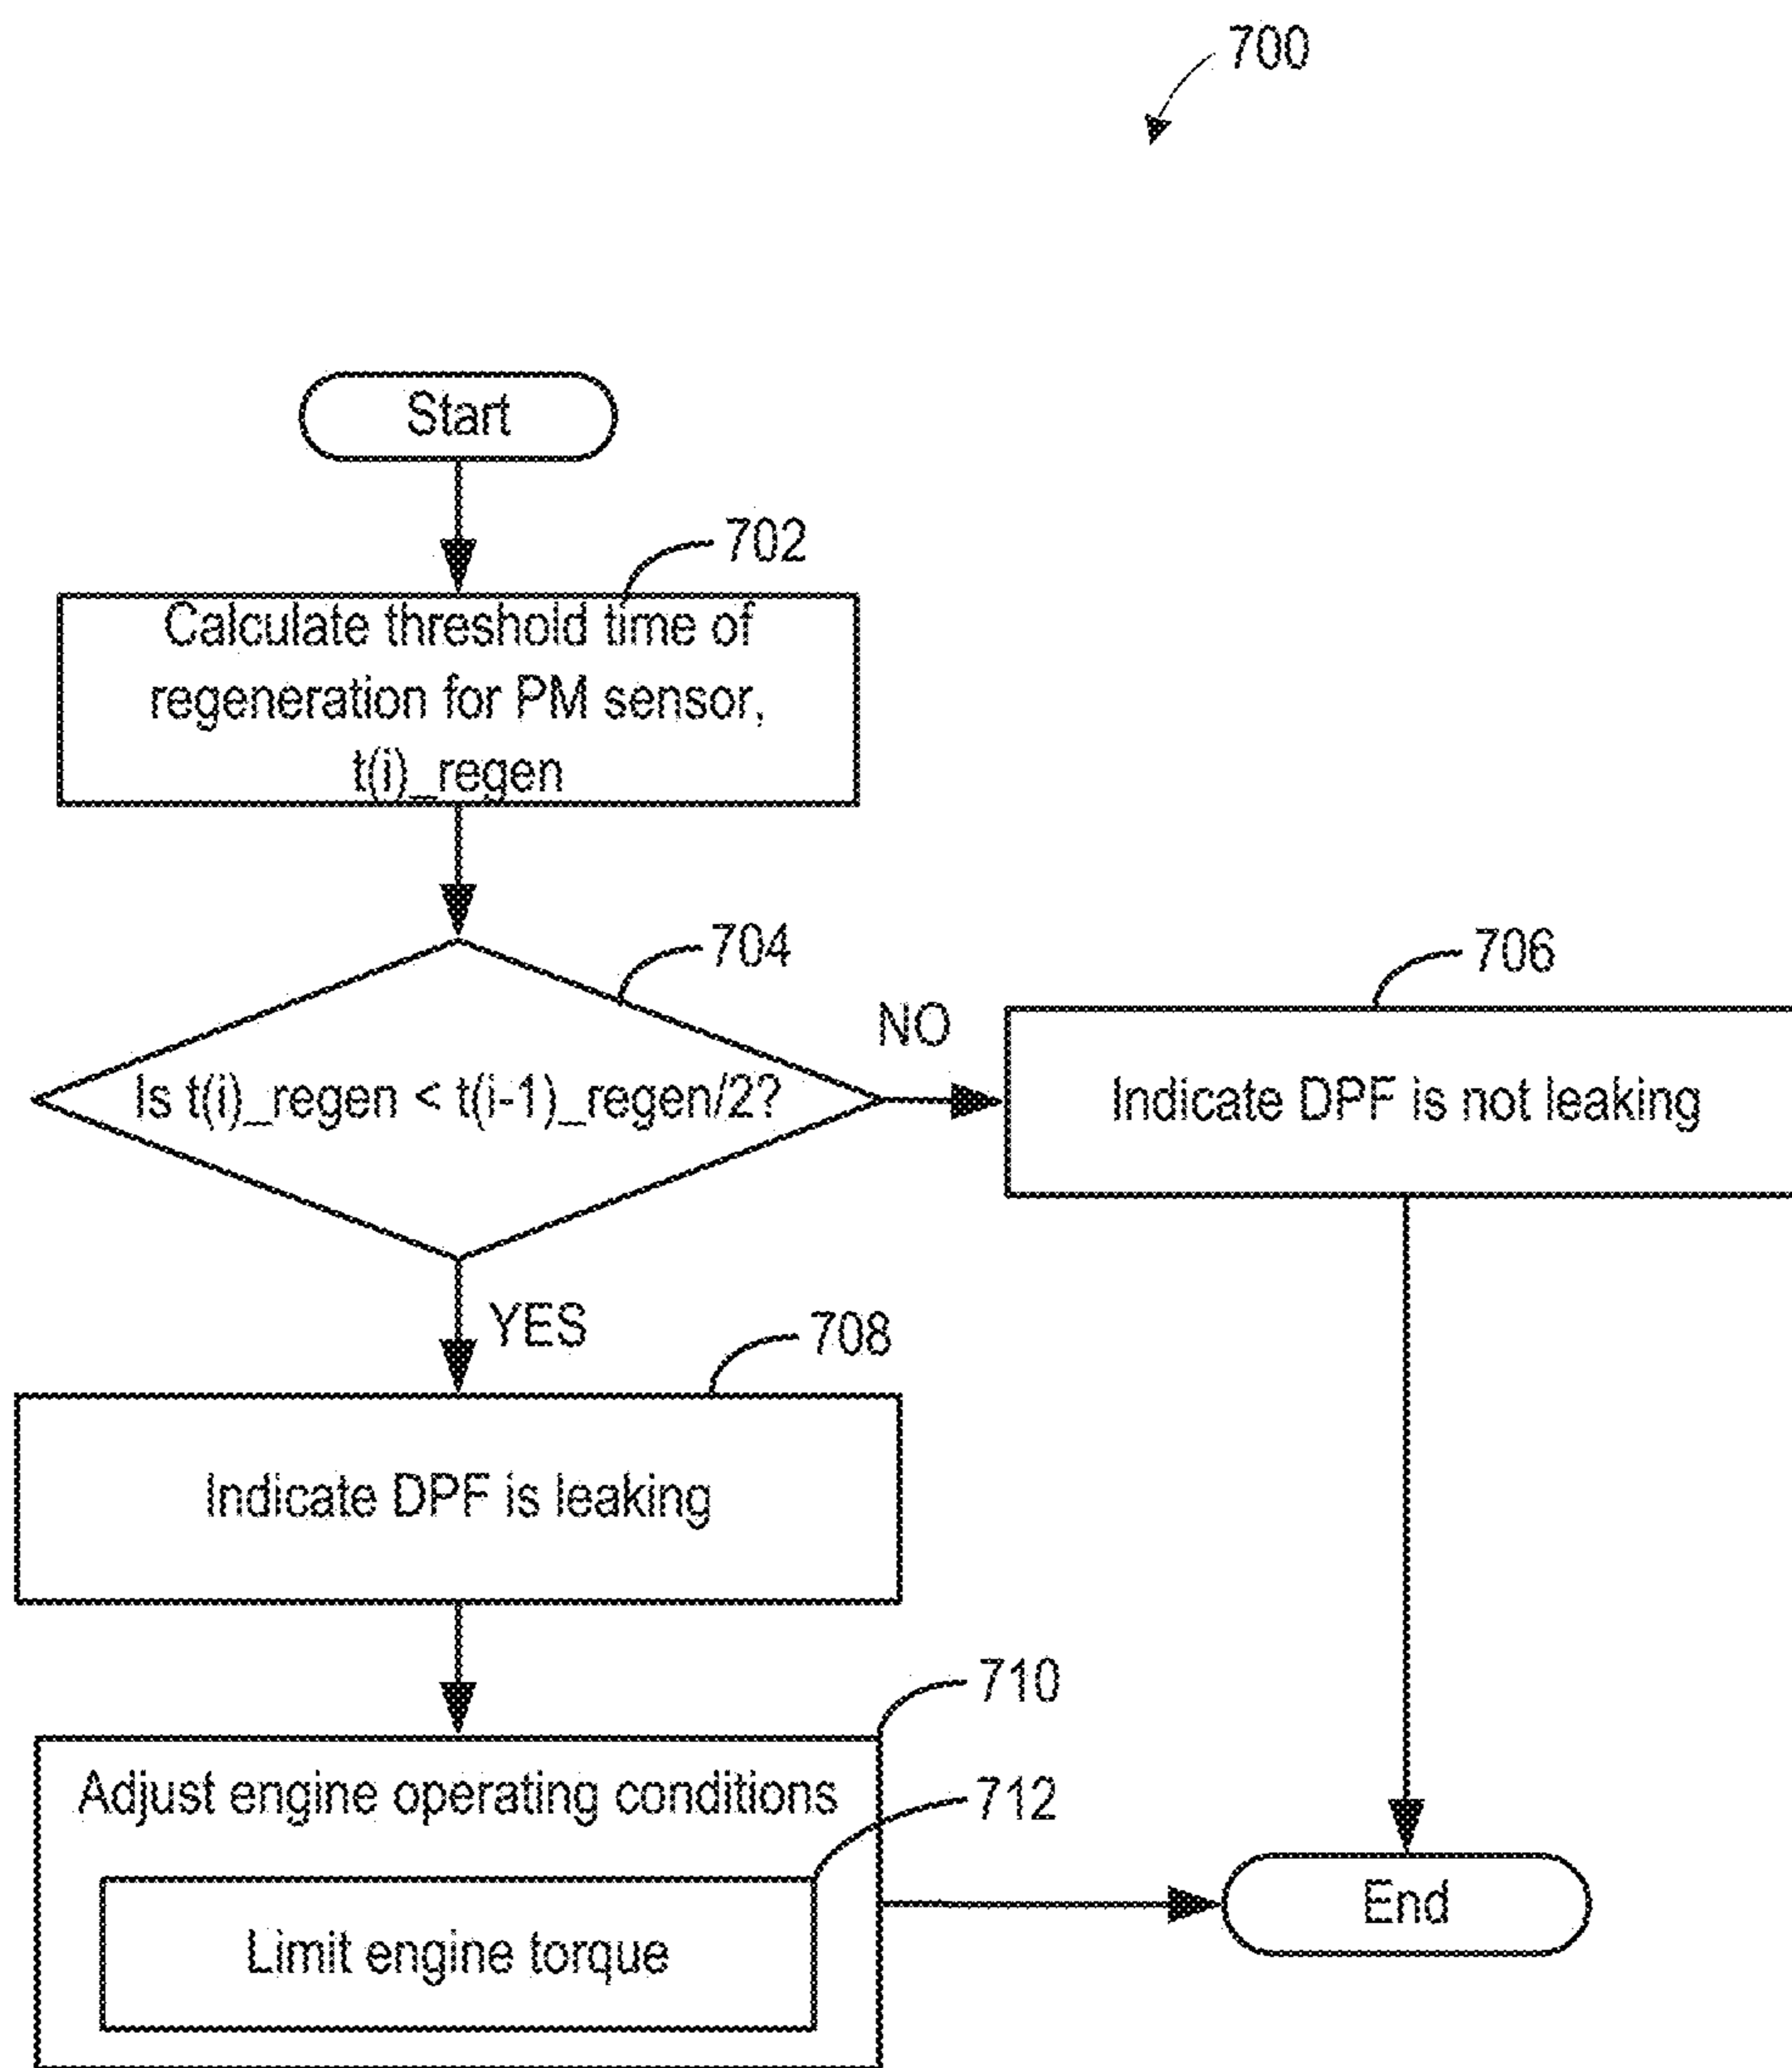 700
Start
702
Calculate threshold time of
regeneration for PM sensor,
t(i)_regen
704
Is t(i)_regen < t(i-1)_regen/2?
NO
706
Indicate DPF is not leaking
YES
708
Indicate DPF is leaking
710
Adjust engine operating conditions
712
Limit engine torque
End